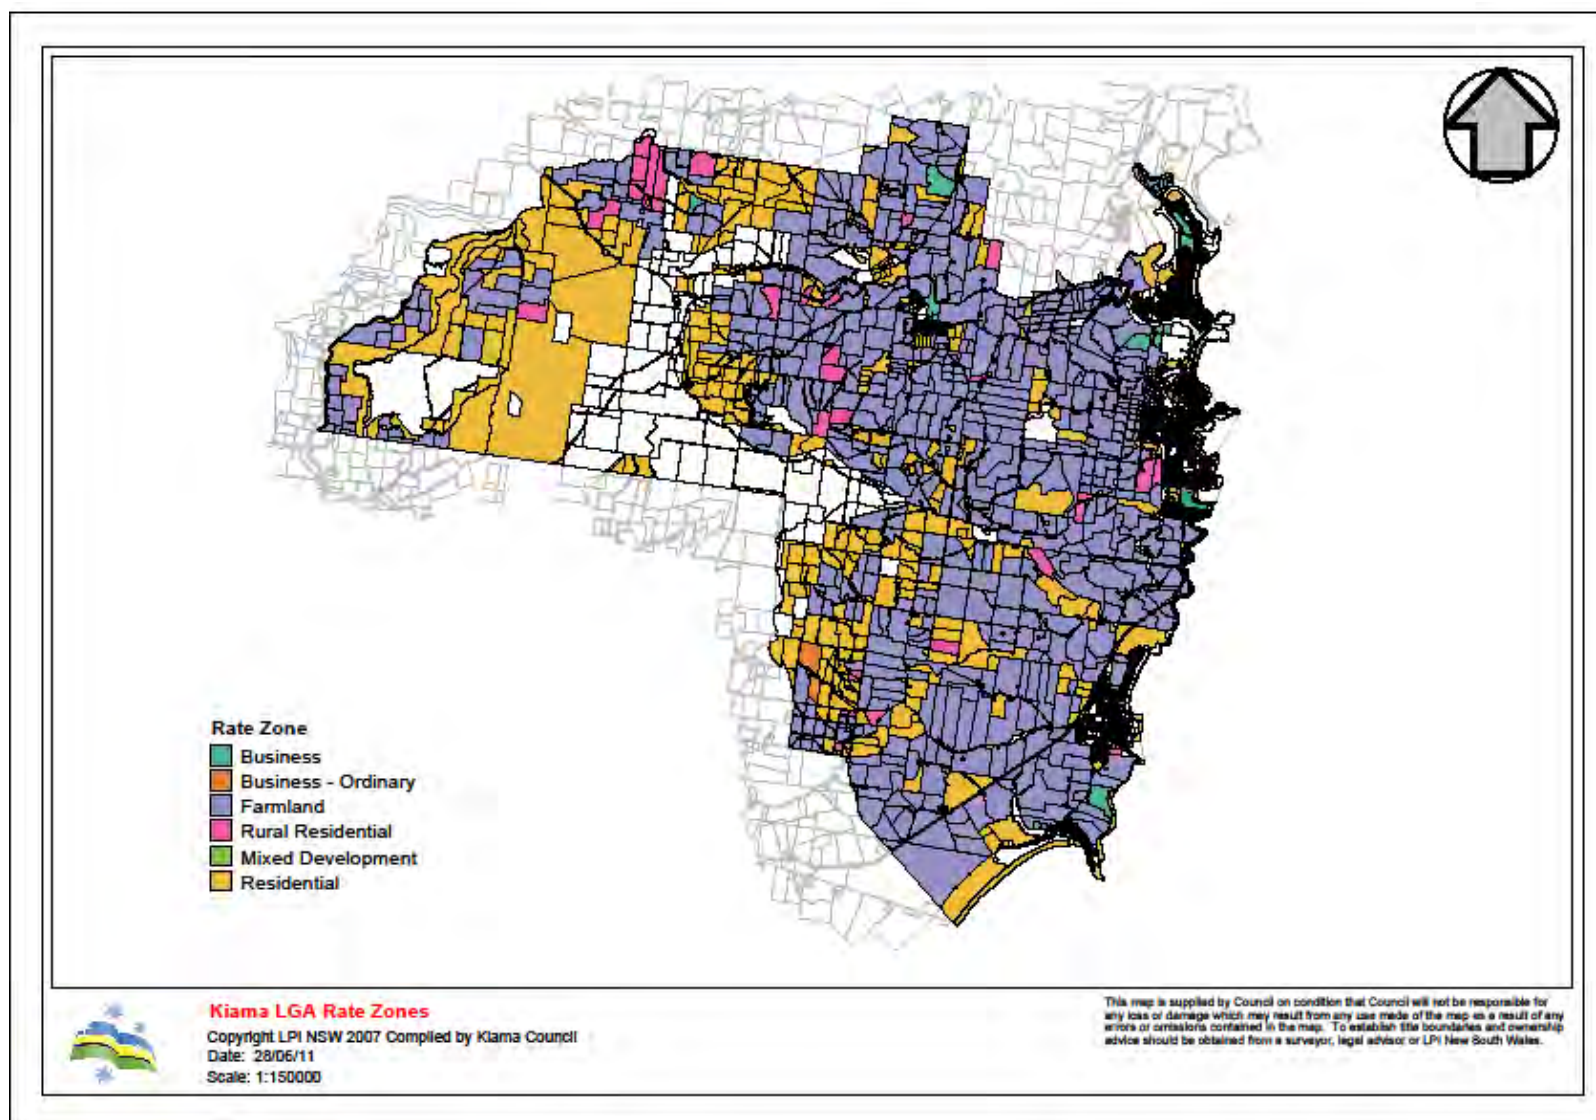 Rate Zone
Business
Business - Ordinary
Farmland
Rural Residential
Mixed Development
Residential
Kiama LGA Rate Zones
Copyright LPI NSW 2007 Compiled by Kiama Council
Date: 28/06/11
Scale: 1:150000
This map is supplied by Council on condition that Council will not be responsible for
any loss or damage which may result from any use made of the map as a result of any
errors or omissions contained in the map. To establish title boundaries and ownership
advice should be obtained from a surveyor, legal advisor or LPI New South Wales.